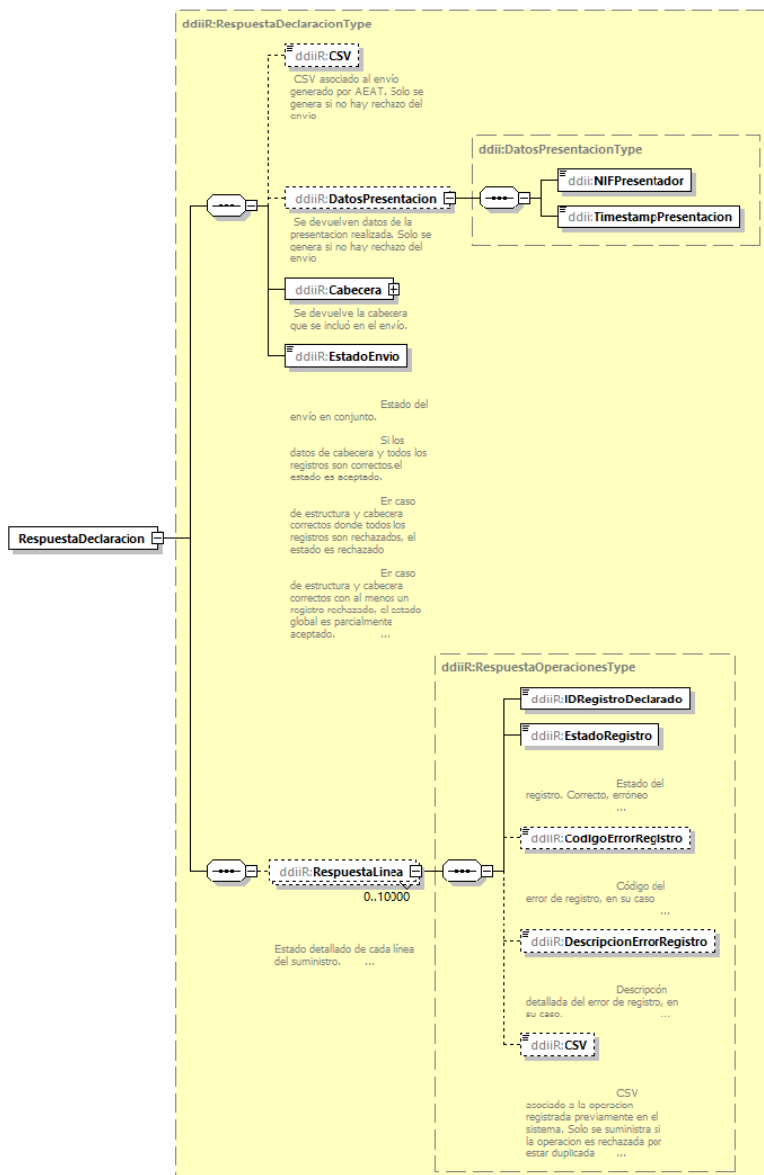 ddiiR:RespuestaDeclaracionType
ddiiR:CSV
CSV asociado al envío
generado por AEAT. Solo se
genera si no hay rechazo del
envio
ddii:DatosPresentacionType
ddii:NIFPresentador
ddiiR:DatosPresentacion
ddii:TimestampPresentacion
Se devuelven datos de la
presentacion realizada. Solo se
genera si no hay rechazo del
envio
ddiiR:Cabecera
Se devuelve la cabecera
que se incluó en el envío.
ddiiR:EstadoEnvio
Estado del
envío en conjunto.
Si los
datos de cabecera y todos los
registros son correctos,el
estado es aceptado.
En caso
de estructura y cabecera
correctos donde todos los
registros son rechazados, el
estado es rechazado
RespuestaDeclaracion
En caso
de estructura y cabecera
correctos con al menos un
registro rechazado, el estado
global es parcialmente
aceptado. ...
ddiiR:RespuestaOperacionesType
ddiiR:IDRegistroDeclarado
ddiiR:EstadoRegistro
Estado del
registro. Correcto, erroneo
...
ddiiR:CodigoErrorRegistro
ddiiR:RespuestaLinea
0..10000
Código del
error de registro, en su caso
...
Estado detallado de cada línea
del suministro. ...
ddiiR:DescripcionErrorRegistro
Descripción
detallada del error de registro, en
su caso. ...
ddiiR:CSV
CSV
asociado a la operacion
registrada previamente en el
sistema. Solo se suministra si
la operacion es rechazada por
estar duplicada ...